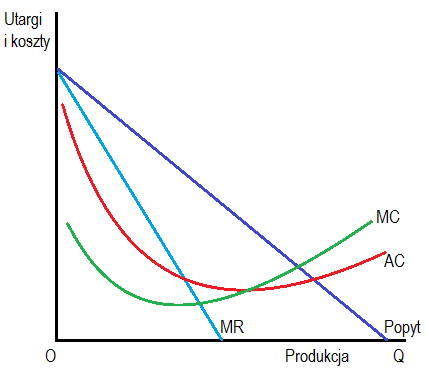 Utargi
i koszty
MC
AC
MR
Popyt
O
Produkcja
Q